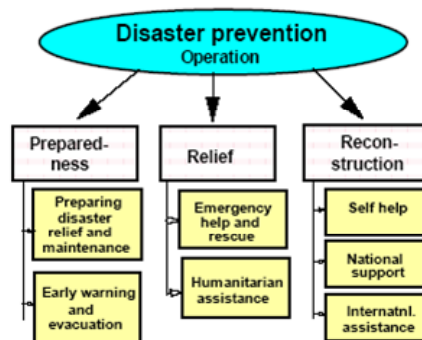 Disaster prevention
Operation
Prepared-
ness
Relief
Recon-
struction
Preparing
disaster
relief and
maintenance
Early warning
and
evacuation
Emergency
help and
rescue
Humanitarian
assistance
Self help
National
support
Internatnl.
assistance